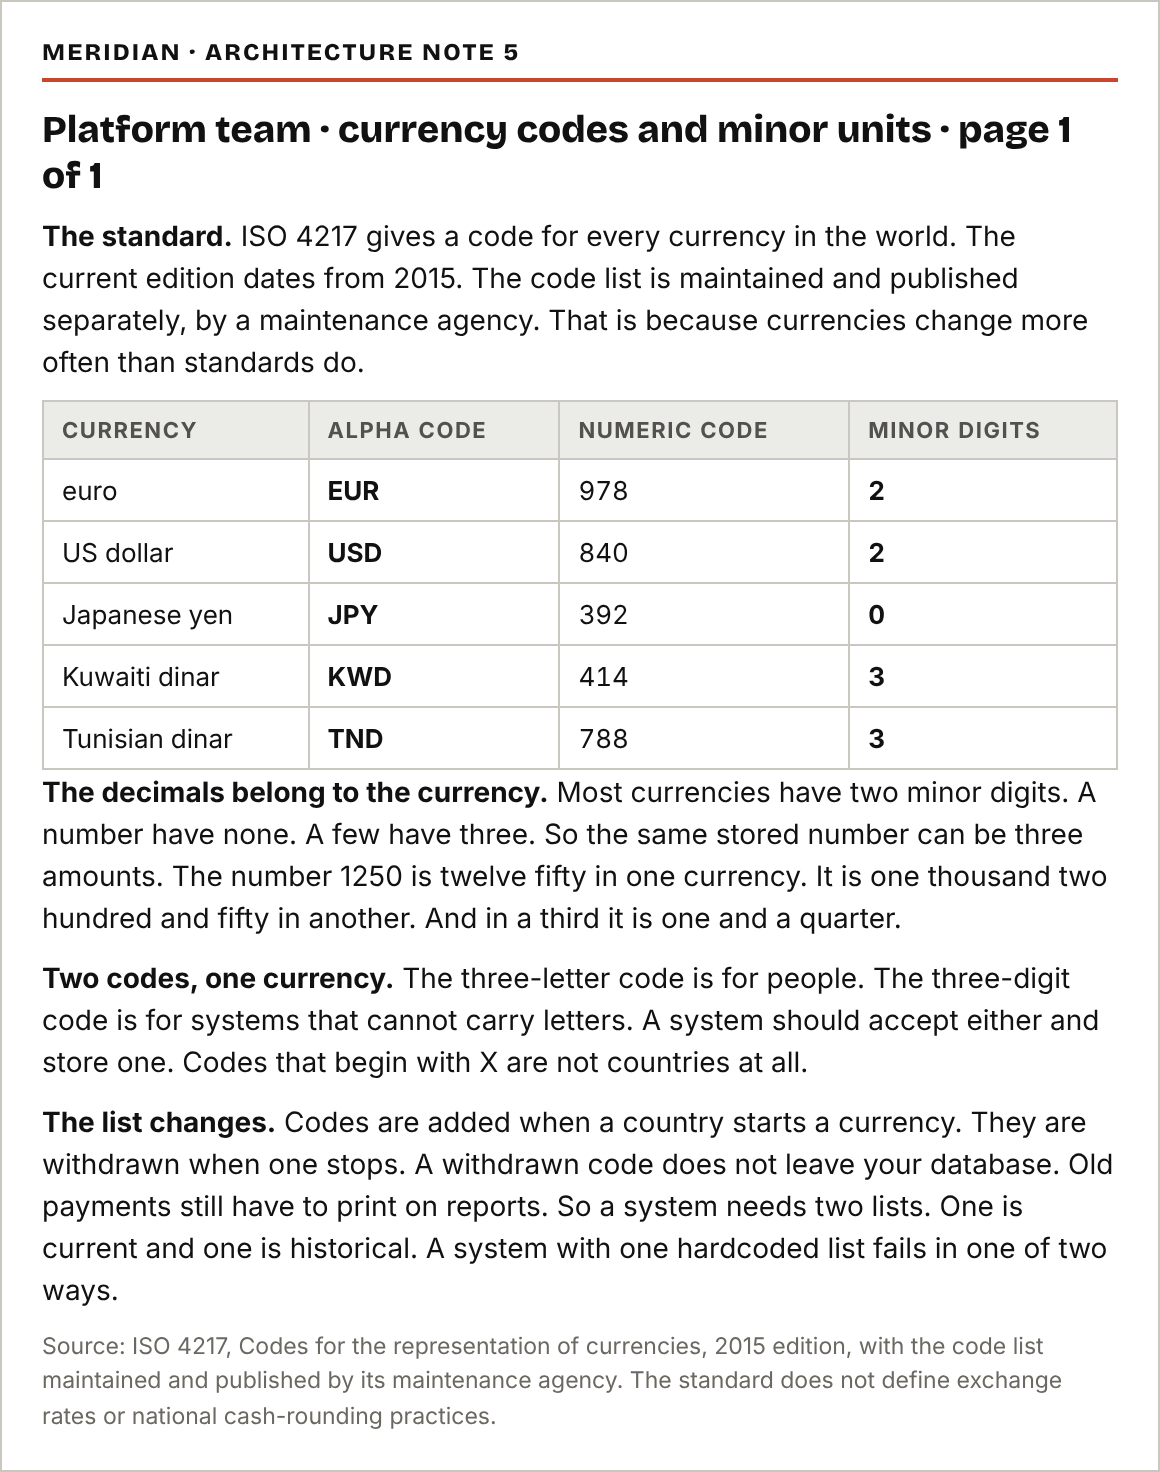 MERIDIAN · ARCHITECTURE NOTE 5
Platform team · currency codes and minor units · page 1
of 1
The standard. ISO 4217 gives a code for every currency in the world. The
current edition dates from 2015. The code list is maintained and published
separately, by a maintenance agency. That is because currencies change more
often than standards do.
CURRENCY ALPHA CODE NUMERIC CODE MINOR DIGITS
euro EUR 978 2
US dollar USD 840 2
Japanese yen JPY 392 0
Kuwaiti dinar KWD 414 3
Tunisian dinar TND 788 3
The decimals belong to the currency. Most currencies have two minor digits. A
number have none. A few have three. So the same stored number can be three
amounts. The number 1250 is twelve fifty in one currency. It is one thousand two
hundred and fifty in another. And in a third it is one and a quarter.
Two codes, one currency. The three-letter code is for people. The three-digit
code is for systems that cannot carry letters. A system should accept either and
store one. Codes that begin with X are not countries at all.
The list changes. Codes are added when a country starts a currency. They are
withdrawn when one stops. A withdrawn code does not leave your database. Old
payments still have to print on reports. So a system needs two lists. One is
current and one is historical. A system with one hardcoded list fails in one of two
ways.
Source: ISO 4217, Codes for the representation of currencies, 2015 edition, with the code list
maintained and published by its maintenance agency. The standard does not define exchange
rates or national cash-rounding practices.